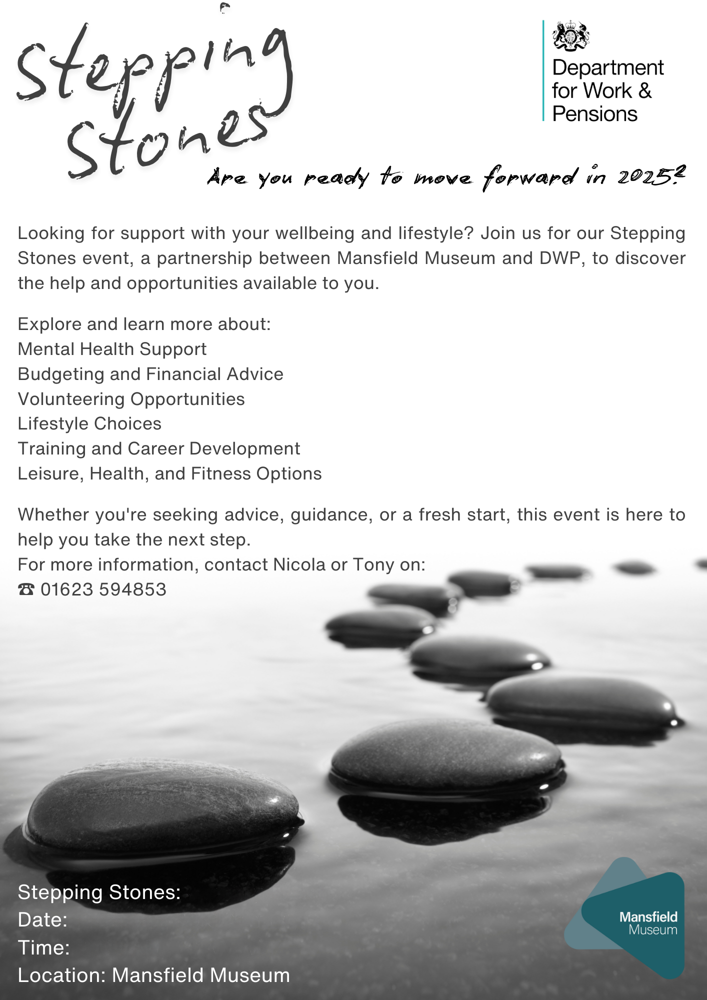 Stepping
Stones
Department
for Work &
Pensions
Are you ready to move forward in 2025?
Looking for support with your wellbeing and lifestyle? Join us for our Stepping
Stones event, a partnership between Mansfield Museum and DWP, to discover
the help and opportunities available to you.
Explore and learn more about:
Mental Health Support
Budgeting and Financial Advice
Volunteering Opportunities
Lifestyle Choices
Training and Career Development
Leisure, Health, and Fitness Options
Whether you're seeking advice, guidance, or a fresh start, this event is here to
help you take the next step.
For more information, contact Nicola or Tony on:
☎ 01623 594853
Stepping Stones:
Date:
Time:
Location: Mansfield Museum
Mansfield
Museum